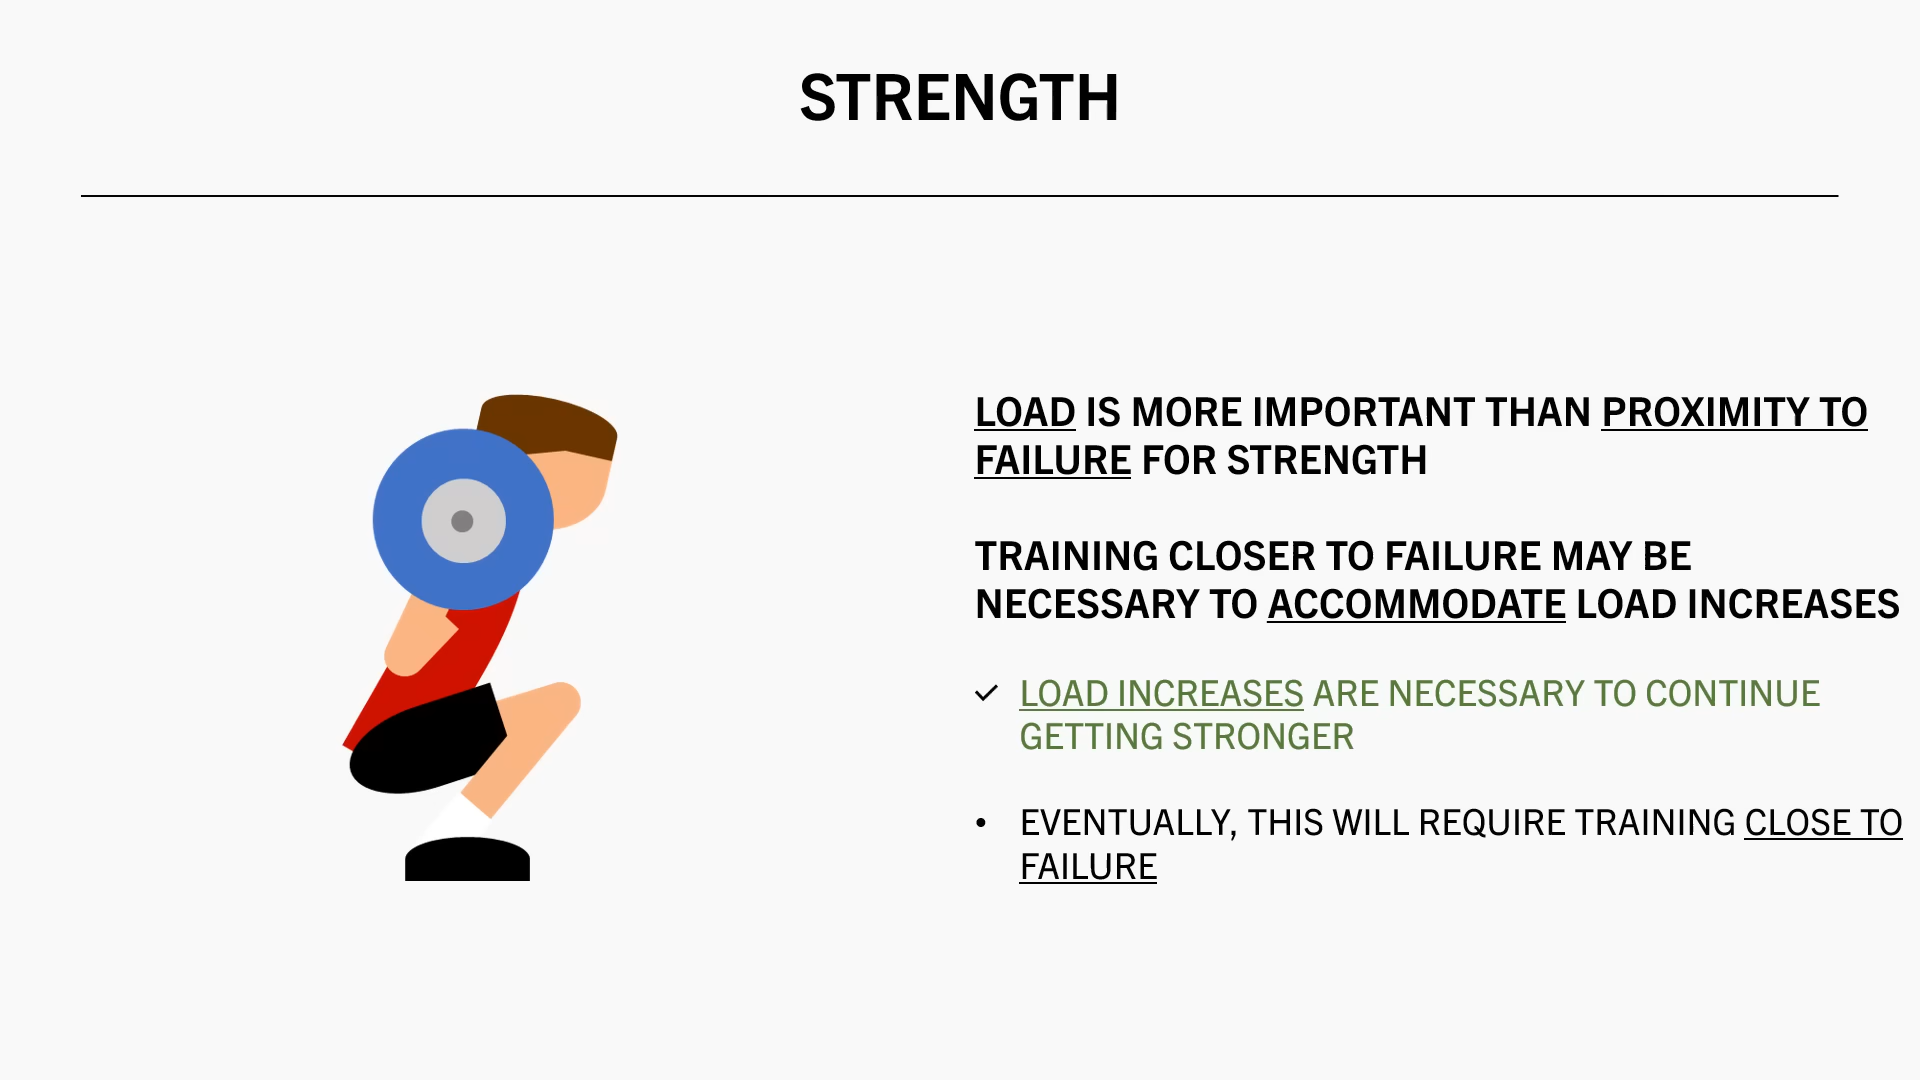 STRENGTH
LOAD IS MORE IMPORTANT THAN PROXIMITY TO
FAILURE FOR STRENGTH
TRAINING CLOSER TO FAILURE MAY BE
NECESSARY TO ACCOMMODATE LOAD INCREASES
✓ LOAD INCREASES ARE NECESSARY TO CONTINUE
GETTING STRONGER
• EVENTUALLY, THIS WILL REQUIRE TRAINING CLOSE TO
FAILURE